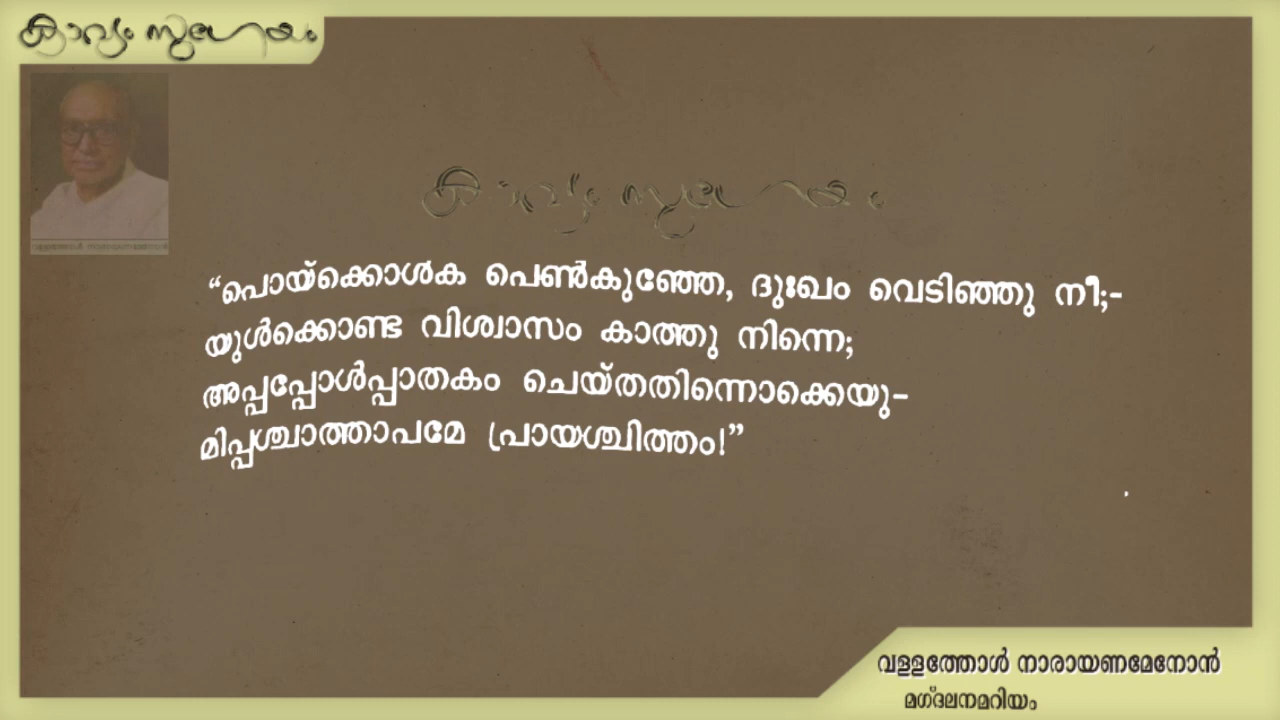 കാവ്യം സുഗേയം
കാവ്യം സുഗേയം
“പൊയ്ക്കൊൾക പെൺകുഞ്ഞേ, ദുഃഖം വെടിഞ്ഞു നീ;-
യുൾക്കൊണ്ട വിശ്വാസം കാത്തു നിന്നെ;
അപ്പപ്പോൾപ്പാതകം ചെയ്തതിന്നൊക്കെയു-
മിപ്പശ്ചാത്താപമേ പ്രായശ്ചിത്തം!”
വള്ളത്തോൾ നാരായണമേനോൻ
മഗ്ദലനമറിയം